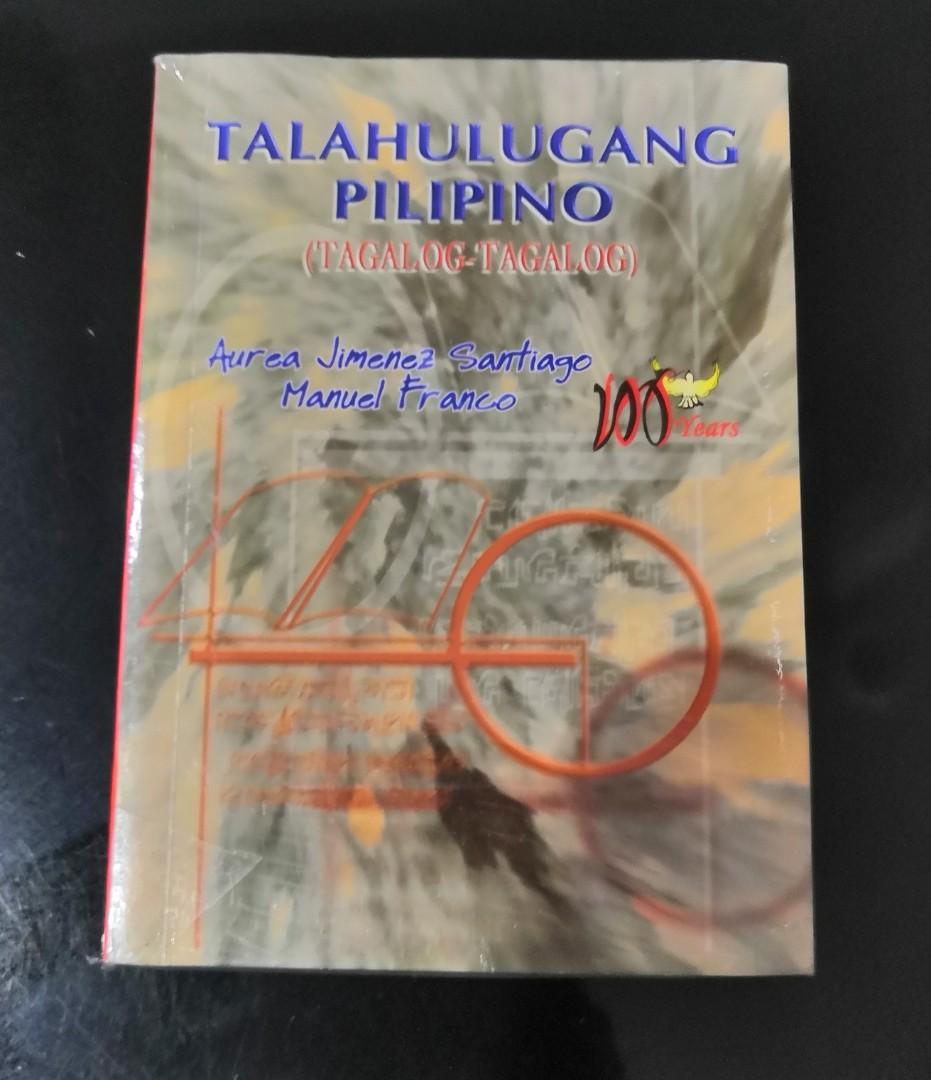 TALAHULUGANG
PILIPINO
(TAGALOG-TAGALOG)
Aurea Jimenez Santiago
Manuel Franco
100
Years